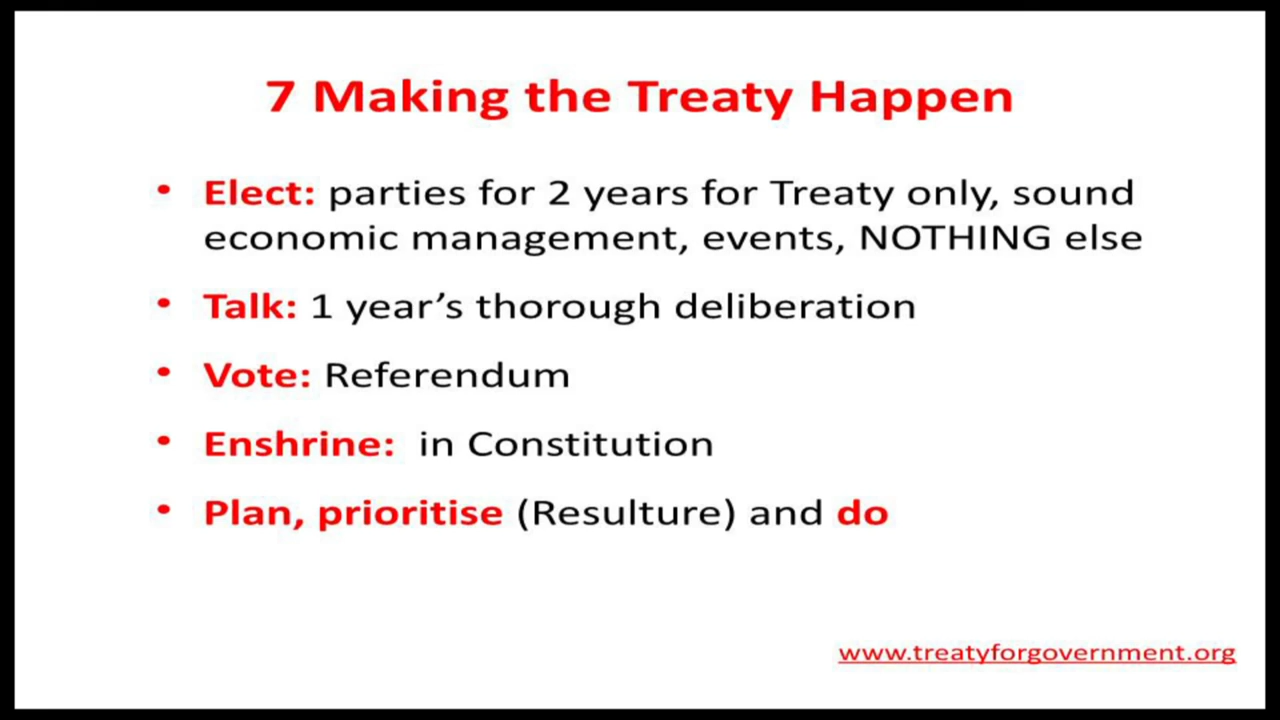 7 Making the Treaty Happen
• Elect: parties for 2 years for Treaty only, sound
economic management, events, NOTHING else
• Talk: 1 year’s thorough deliberation
• Vote: Referendum
• Enshrine:  in Constitution
• Plan, prioritise (Resulture) and do
www.treatyforgovernment.org